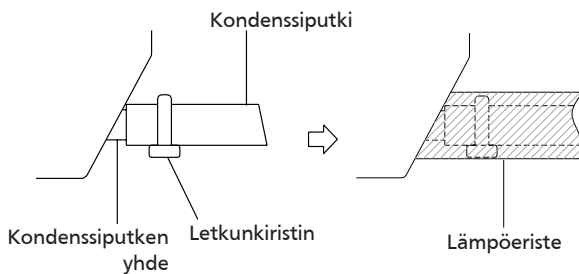 Kondenssiputki
Kondenssiputken
yhde
Letkunkiristin
Lämpöeriste